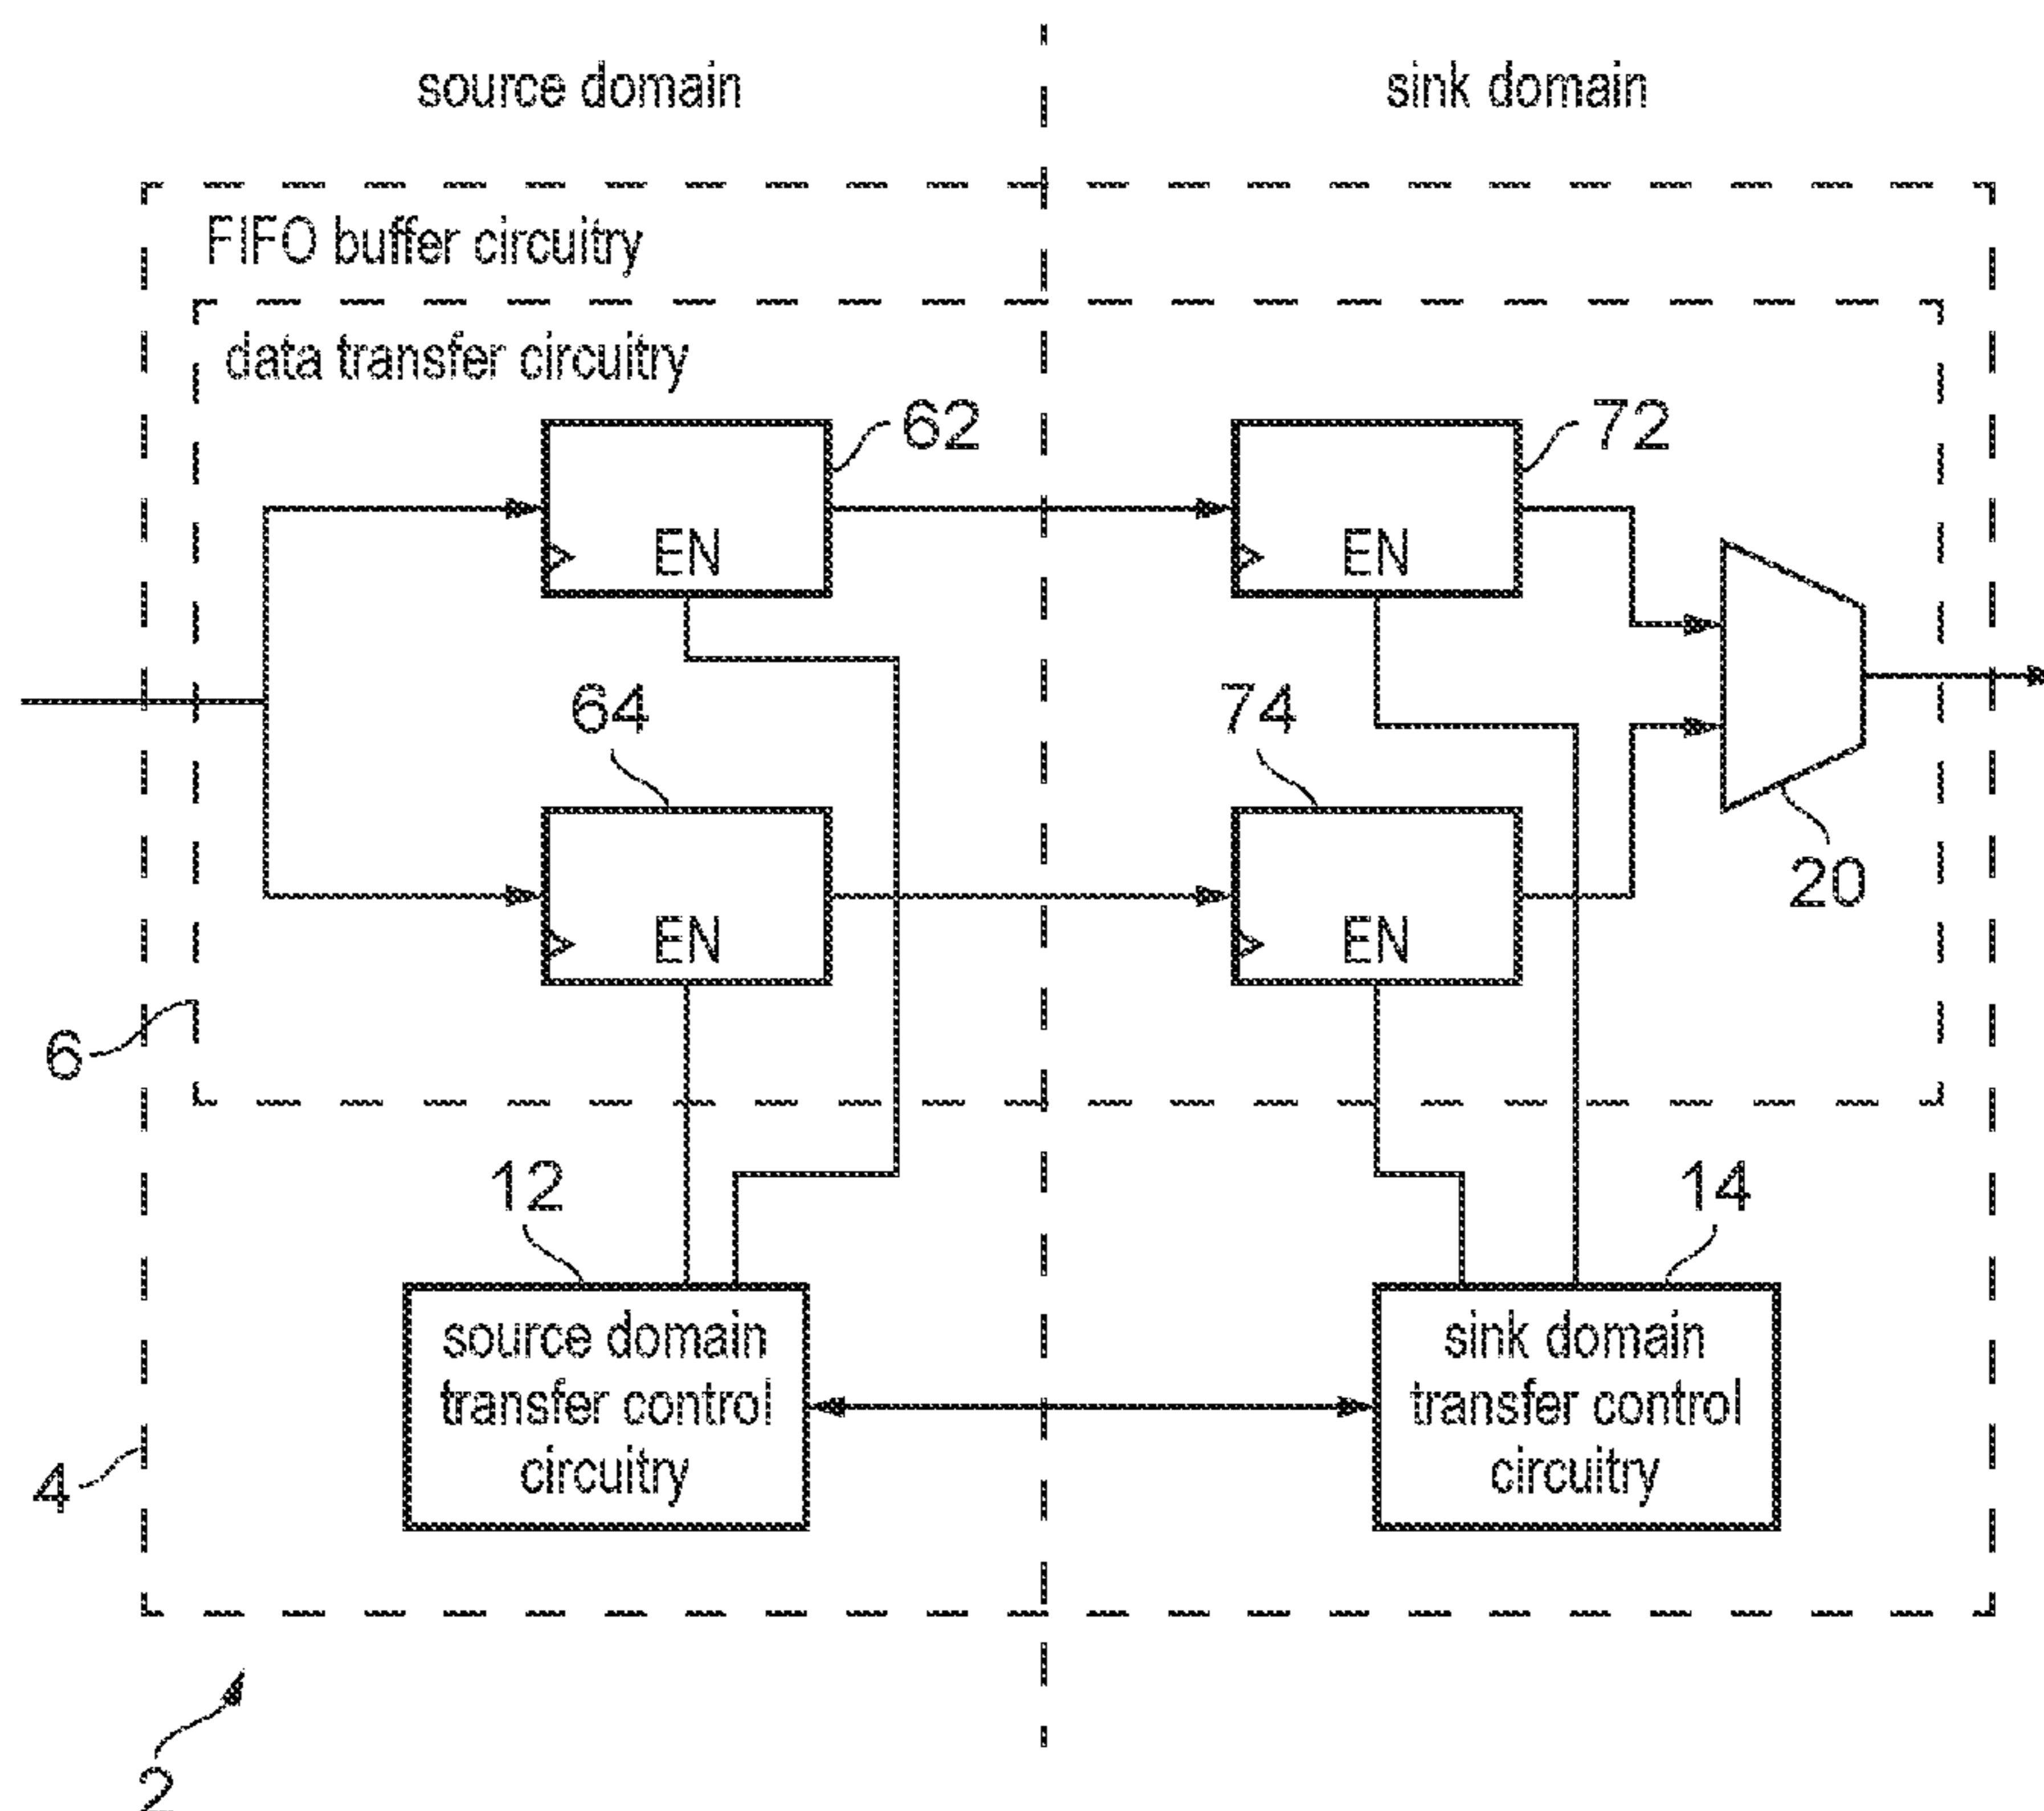 source domain
sink domain
FIFO buffer circuitry
data transfer circuitry
62
72
EN
EN
64
74
20
EN
EN
6
12
14
source domain
transfer control
circuitry
sink domain
transfer control
circuitry
4
2